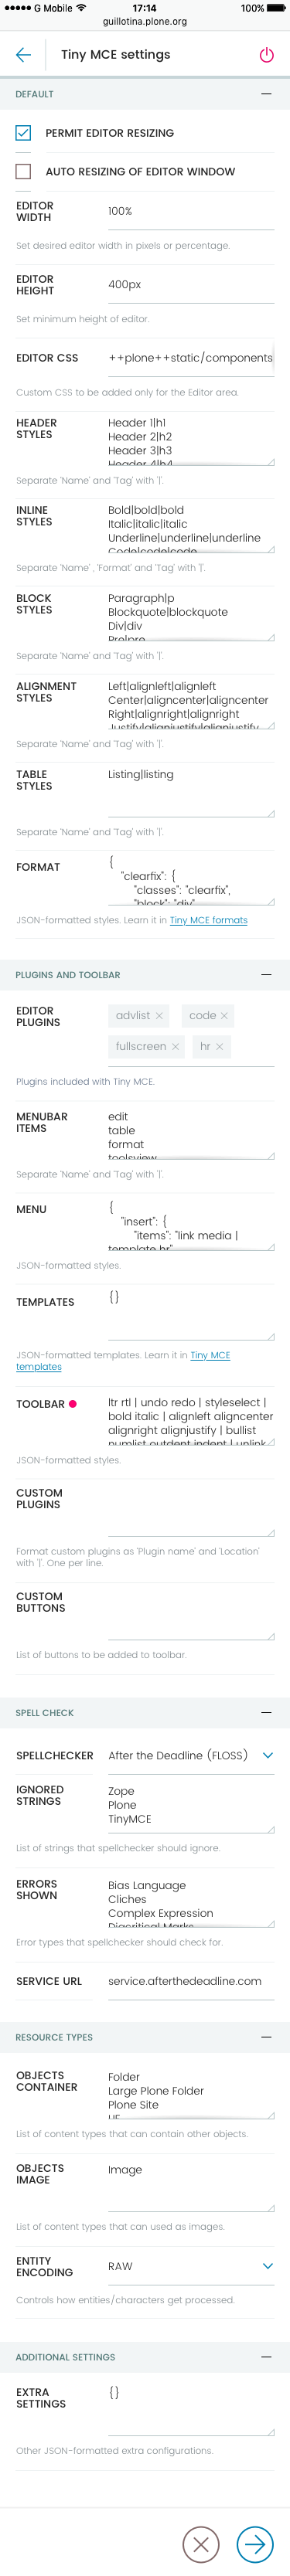 G Mobile 17:14 100%
guillotina.plone.org
Tiny MCE settings
DEFAULT
PERMIT EDITOR RESIZING
AUTO RESIZING OF EDITOR WINDOW
EDITOR WIDTH
100%
Set desired editor width in pixels or percentage.
EDITOR HEIGHT
400px
Set minimum height of editor.
EDITOR CSS
++plone++static/components
Custom CSS to be added only for the Editor area.
HEADER STYLES
Header 1|h1
Header 2|h2
Header 3|h3
Header 4|h4
Separate 'Name' and 'Tag' with '|'.
INLINE STYLES
Bold|bold|bold
Italic|italic|italic
Underline|underline|underline
Code|code|code
Separate 'Name' , 'Format' and 'Tag' with '|'.
BLOCK STYLES
Paragraph|p
Blockquote|blockquote
Div|div
Pre|pre
Separate 'Name' and 'Tag' with '|'.
ALIGNMENT STYLES
Left|alignleft|alignleft
Center|aligncenter|aligncenter
Right|alignright|alignright
Justify|alignjustify|alignjustify
Separate 'Name' and 'Tag' with '|'.
TABLE STYLES
Listing|listing
Separate 'Name' and 'Tag' with '|'.
FORMAT
{
"clearfix": {
"classes": "clearfix",
"block": "div"
JSON-formatted styles. Learn it in Tiny MCE formats
PLUGINS AND TOOLBAR
EDITOR PLUGINS
advlist
code
fullscreen
hr
Plugins included with Tiny MCE.
MENUBAR ITEMS
edit
table
format
toolsview
Separate 'Name' and 'Tag' with '|'.
MENU
{
"insert": {
"items": "link media |
template hr"
JSON-formatted styles.
TEMPLATES
{}
JSON-formatted templates. Learn it in Tiny MCE
templates
TOOLBAR
ltr rtl | undo redo | styleselect |
bold italic | alignleft aligncenter
alignright alignjustify | bullist
numlist outdent indent | unlink
JSON-formatted styles.
CUSTOM PLUGINS
Format custom plugins as 'Plugin name' and 'Location'
with '|'. One per line.
CUSTOM BUTTONS
List of buttons to be added to toolbar.
SPELL CHECK
SPELLCHECKER
After the Deadline (FLOSS)
IGNORED STRINGS
Zope
Plone
TinyMCE
List of strings that spellchecker should ignore.
ERRORS SHOWN
Bias Language
Cliches
Complex Expression
Diacritical Marks
Error types that spellchecker should check for.
SERVICE URL
service.afterthedeadline.com
RESOURCE TYPES
OBJECTS CONTAINER
Folder
Large Plone Folder
Plone Site
List of content types that can contain other objects.
OBJECTS IMAGE
Image
List of content types that can used as images.
ENTITY ENCODING
RAW
Controls how entities/characters get processed.
ADDITIONAL SETTINGS
EXTRA SETTINGS
{}
Other JSON-formatted extra configurations.